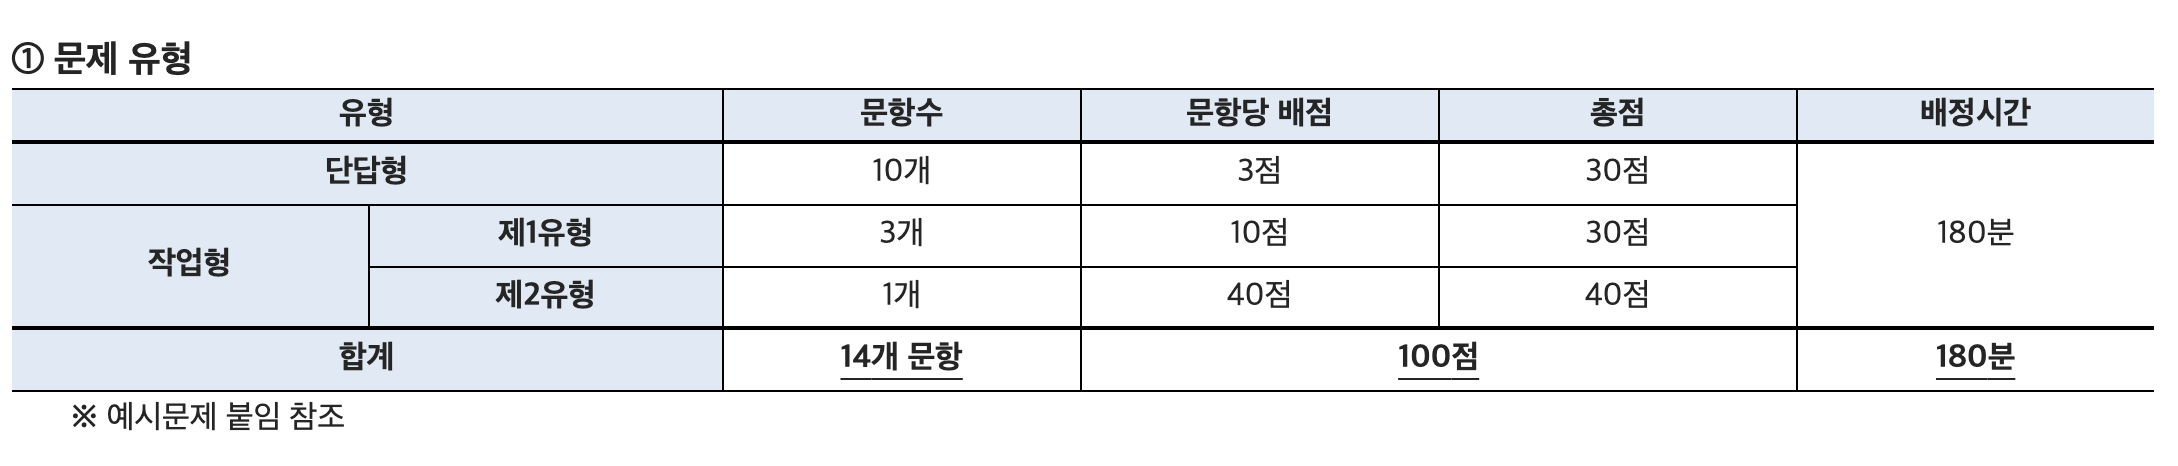 ① 문제 유형
유형 문항수 문항당 배점 총점 배정시간
단답형 10개 3점 30점 180분
작업형 제1유형 3개 10점 30점
제2유형 1개 40점 40점
합계 14개 문항 100점 180분
※ 예시문제 붙임 참조